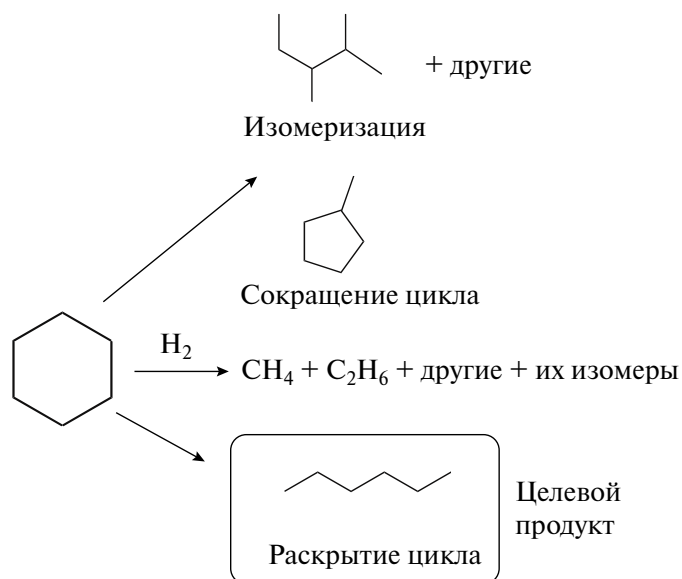 + другие
Изомеризация
Сокращение цикла
H₂
CH₄ + C₂H₆ + другие + их изомеры
Целевой
продукт
Раскрытие цикла